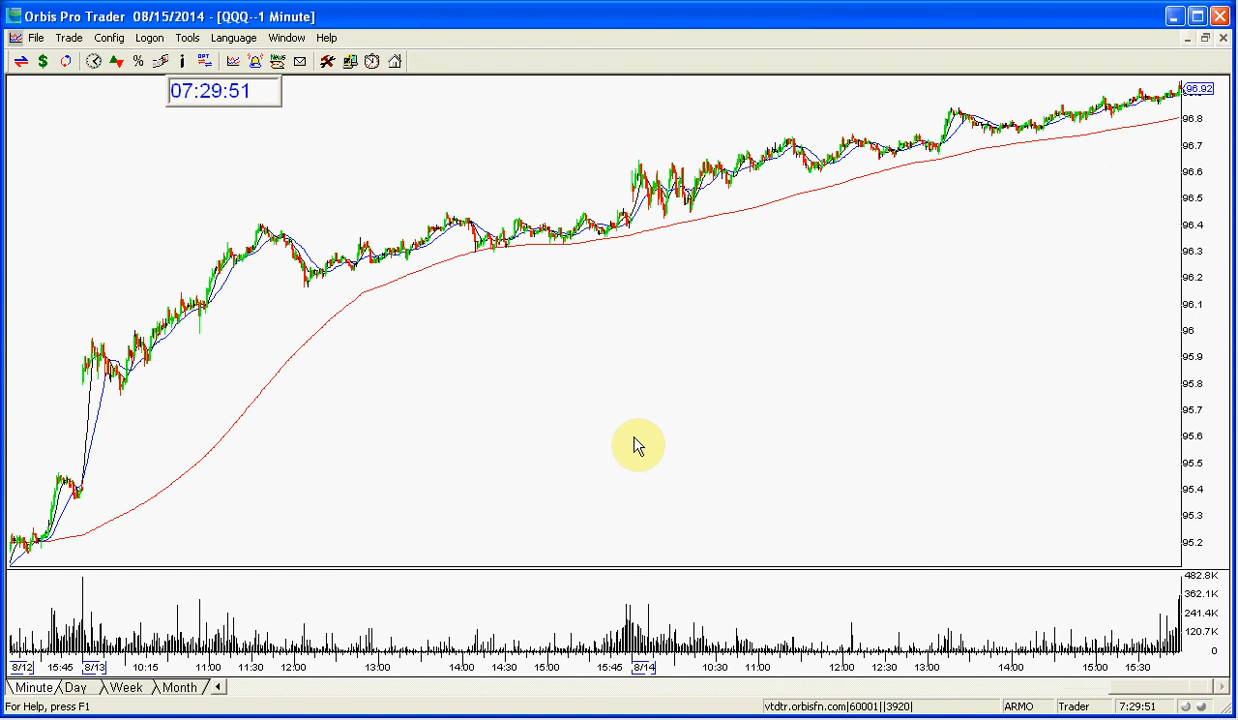 Orbis Pro Trader 08/15/2014 - [QQQ--1 Minute]
File Trade Config Logon Tools Language Window Help
$ % i OPT News
07:29:51
96.92
96.8
96.7
96.6
96.5
96.4
96.3
96.2
96.1
96
95.9
95.8
95.7
95.6
95.5
95.4
95.3
95.2
482.8K
362.1K
241.4K
120.7K
0
8/12 15:45 8/13 10:15 11:00 11:30 12:00 13:00 14:00 14:30 15:00 15:45 8/14 10:30 11:00 12:00 12:30 13:00 14:00 15:00 15:30
Minute Day Week Month
For Help, press F1 vtdtr.orbisfn.com|60001||3920| ARMO Trader 7:29:51